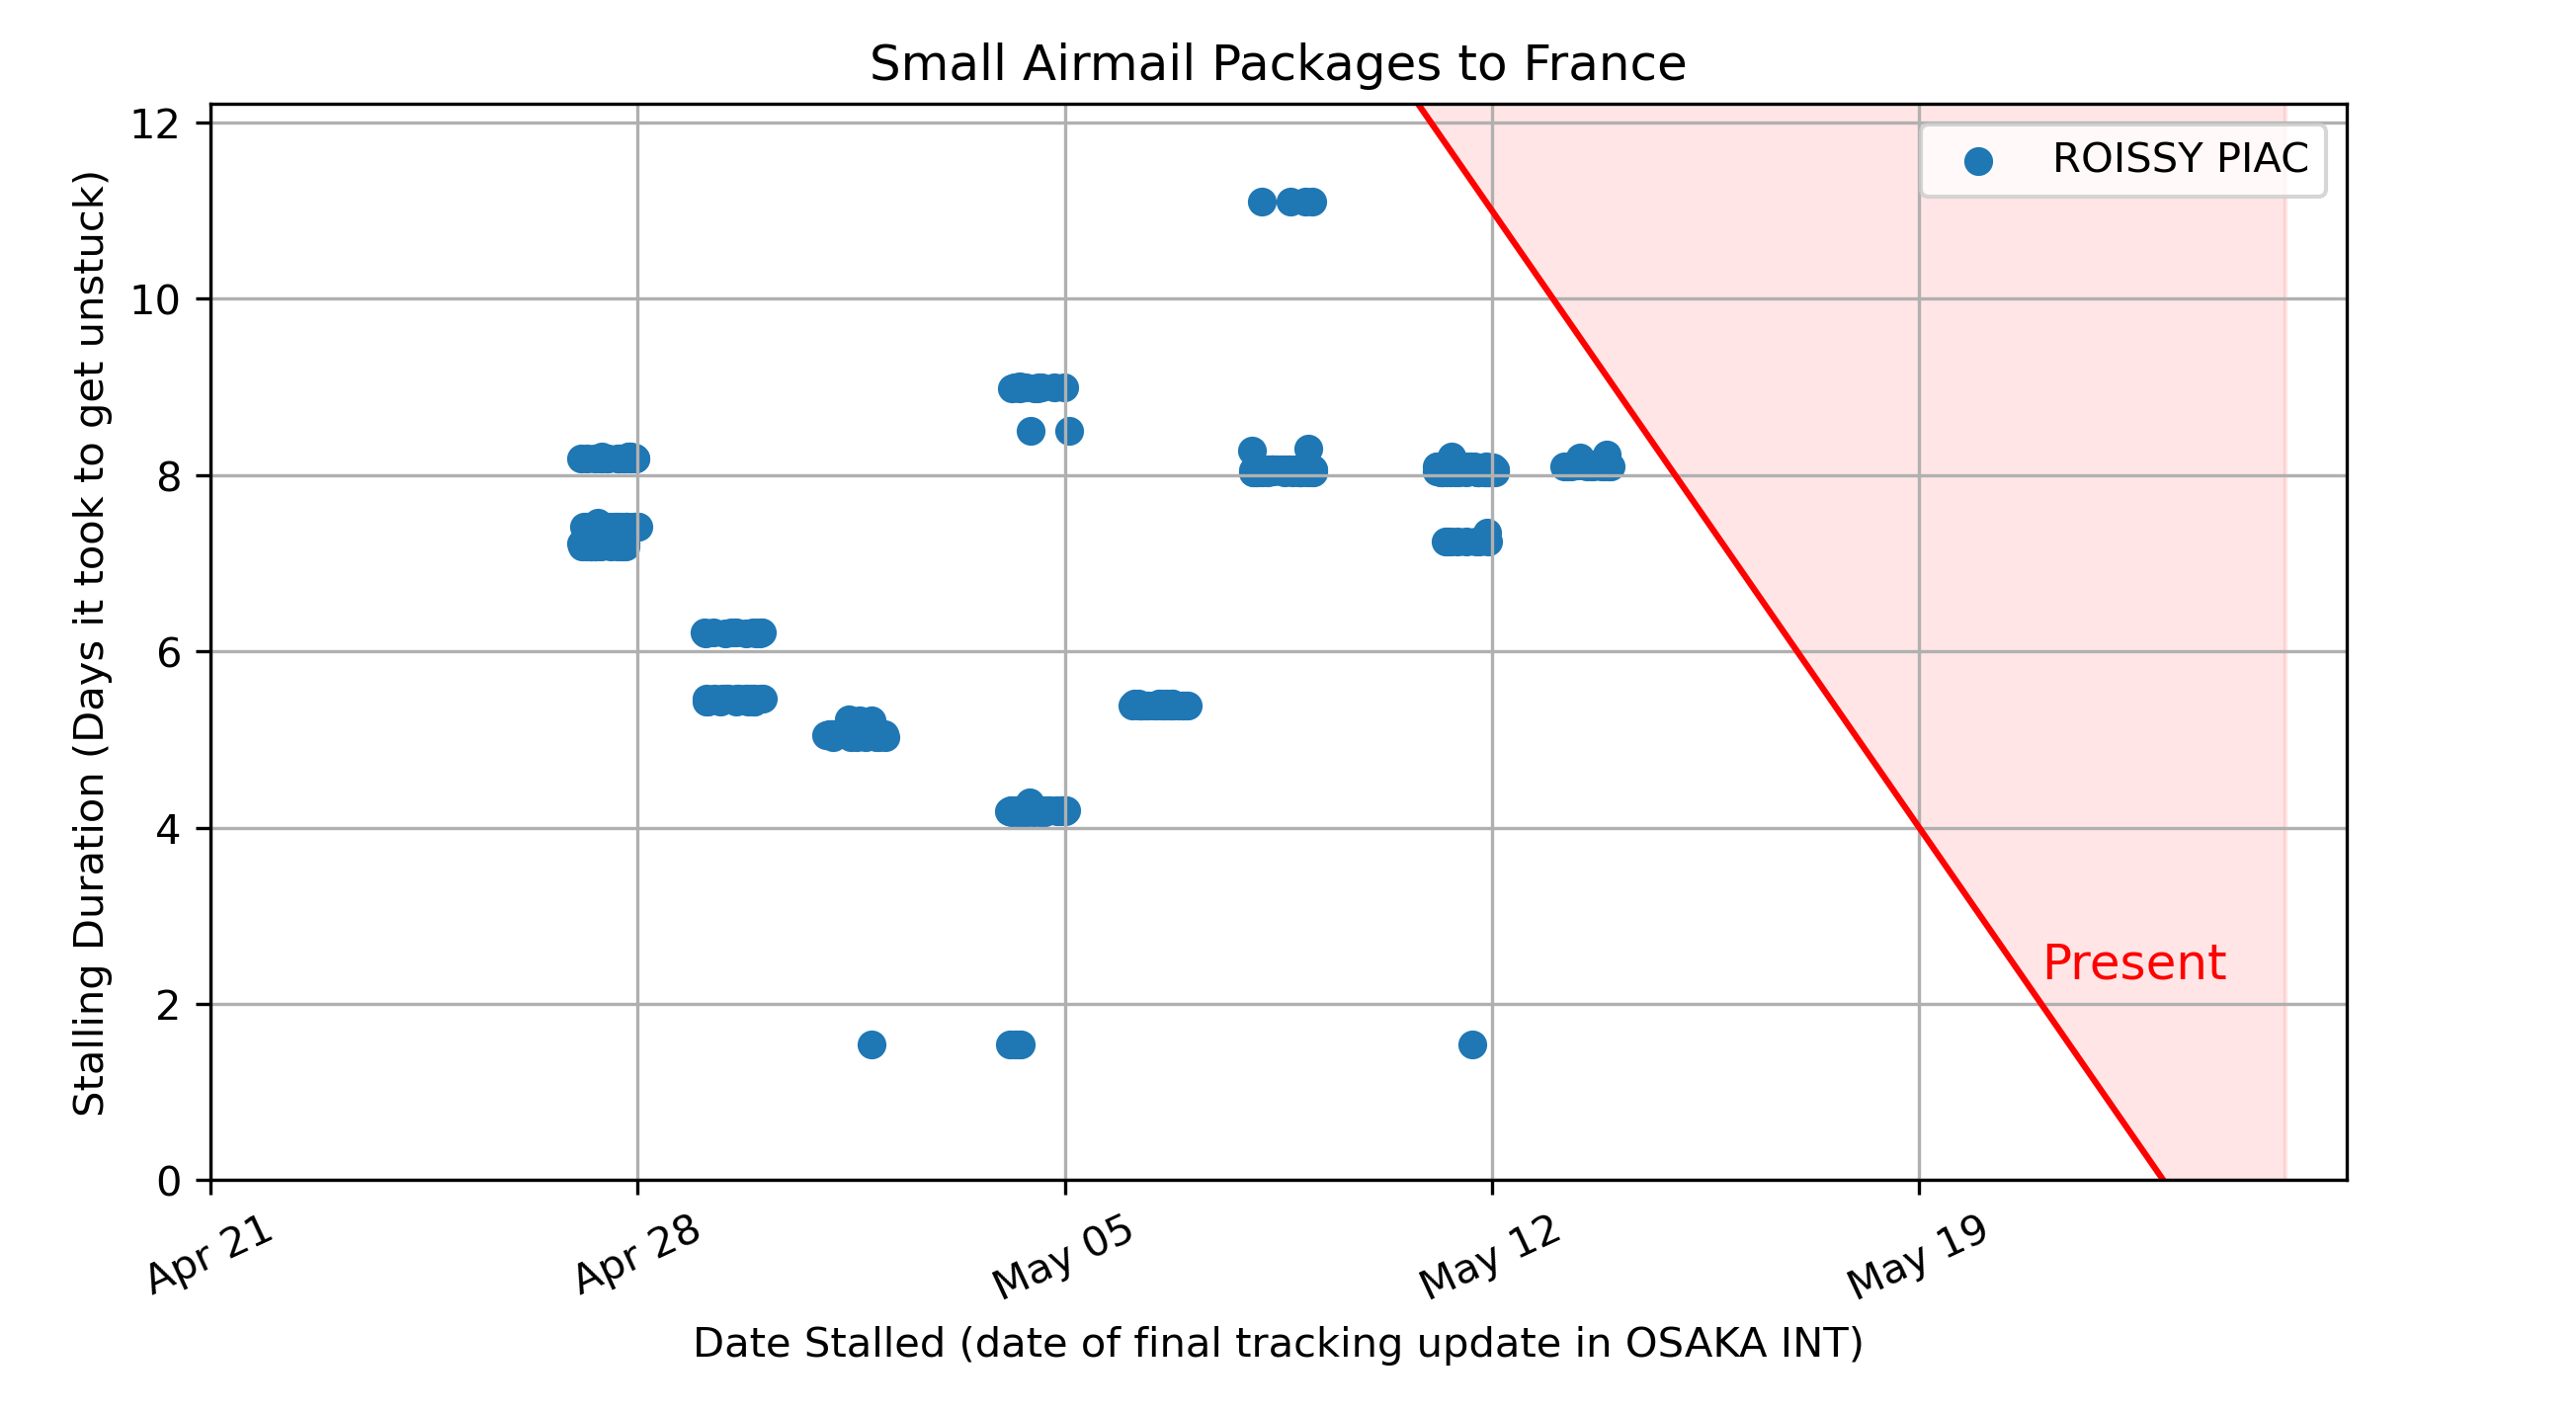 Small Airmail Packages to France
Stalling Duration (Days it took to get unstuck)
12
10
8
6
4
2
0
ROISSY PIAC
Present
Apr 21
Apr 28
May 05
May 12
May 19
Date Stalled (date of final tracking update in OSAKA INT)